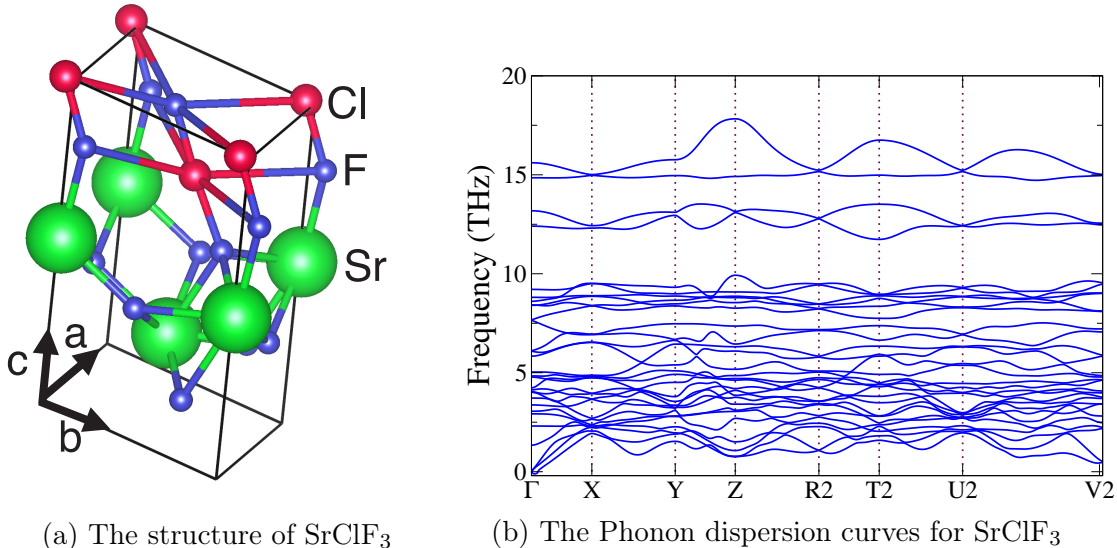 Cl
F
Sr
a
c
b
(a) The structure of SrClF₃
20
15
10
5
0
Frequency (THz)
Γ X Y Z R2 T2 U2 V2
(b) The Phonon dispersion curves for SrClF₃